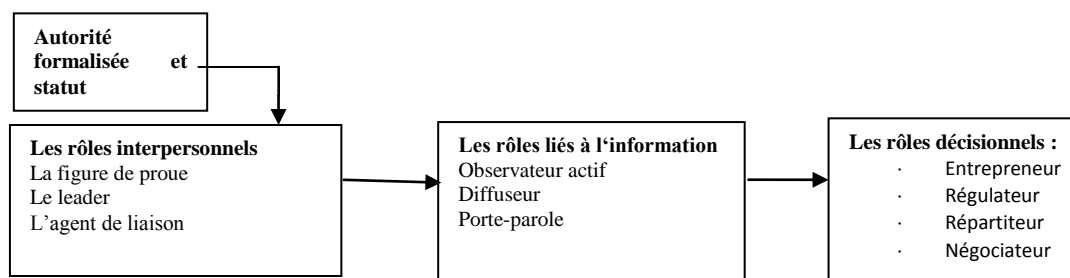 Autorité
formalisée et
statut
Les rôles interpersonnels
La figure de proue
Le leader
L’agent de liaison
Les rôles liés à l‘information
Observateur actif
Diffuseur
Porte-parole
Les rôles décisionnels :
· Entrepreneur
· Régulateur
· Répartiteur
· Négociateur